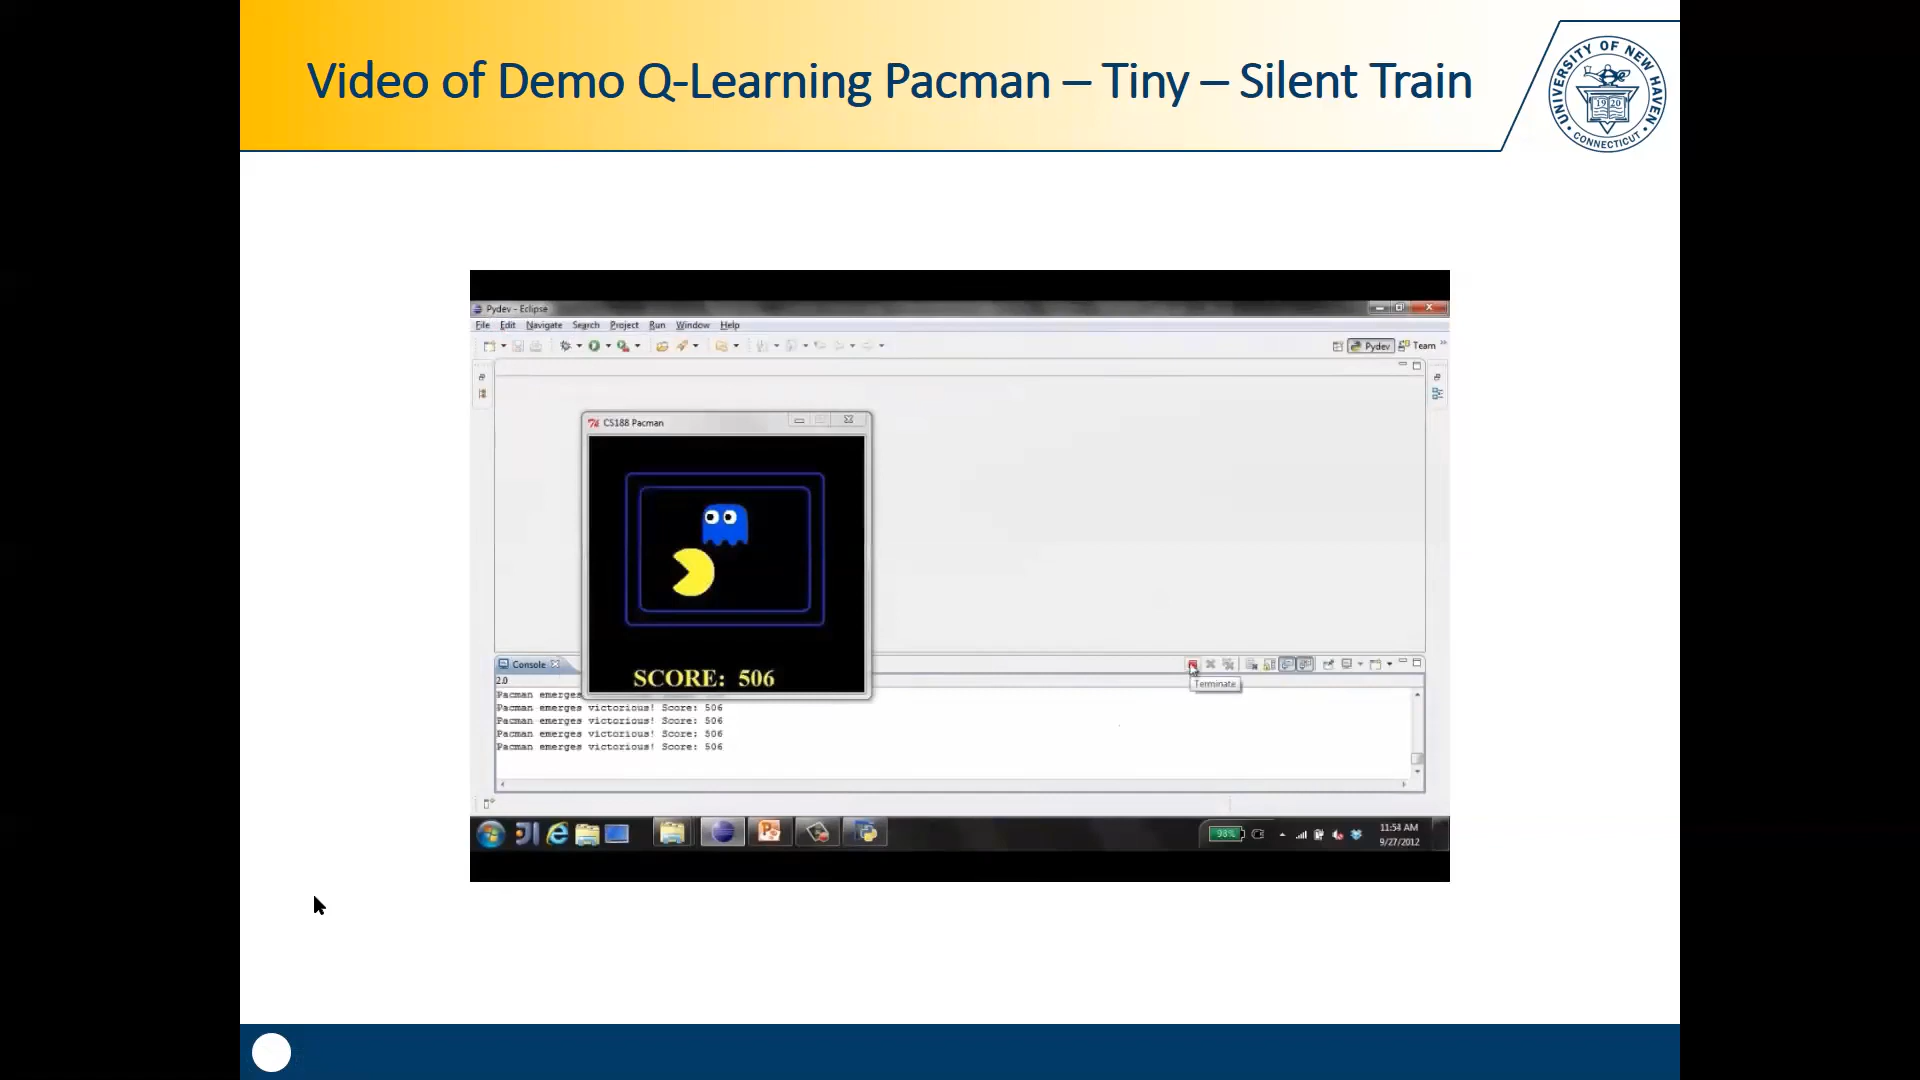 Video of Demo Q-Learning Pacman – Tiny – Silent Train
UNIVERSITY OF NEW HAVEN
1920
• CONNECTICUT •
Pydev - Eclipse
File Edit Navigate Search Project Run Window Help
Pydev Team
CS188 Pacman
SCORE: 506
Console
Terminate
2.0
Pacman emerges
Pacman emerges victorious! Score: 506
Pacman emerges victorious! Score: 506
Pacman emerges victorious! Score: 506
Pacman emerges victorious! Score: 506
98%
11:54 AM
9/27/2012